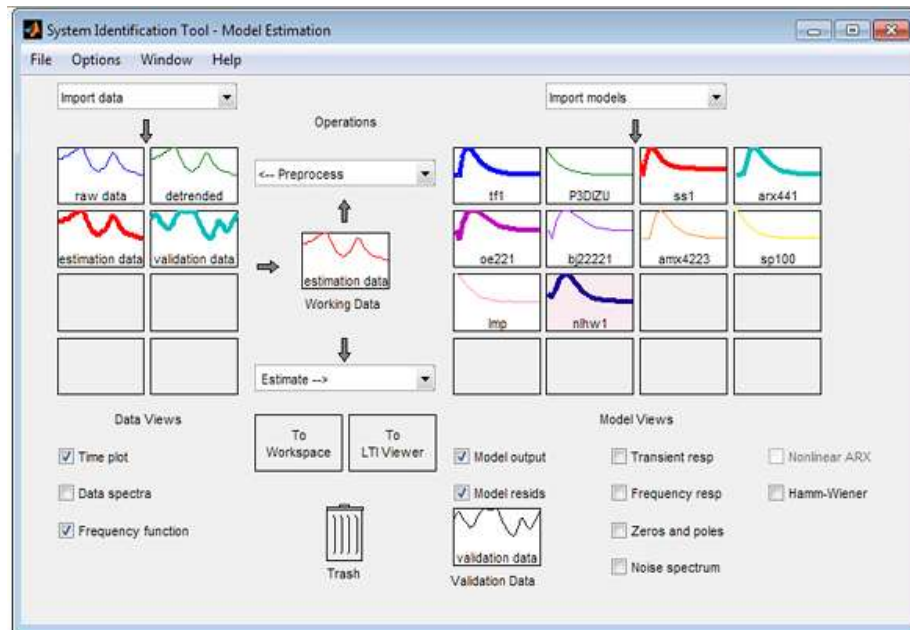 System Identification Tool - Model Estimation
File Options Window Help
Import data
Import models
Operations
raw data
detrended
<-- Preprocess
tf1
P3DIZU
ss1
arx441
estimation data
validation data
estimation data
Working Data
oe221
bj22221
amx4223
sp100
imp
nlhw1
Estimate -->
Data Views
Model Views
To Workspace
To LTI Viewer
Time plot
Data spectra
Frequency function
Trash
Model output
Model resids
validation data
Validation Data
Transient resp
Frequency resp
Zeros and poles
Noise spectrum
Nonlinear ARX
Hamm-Wiener